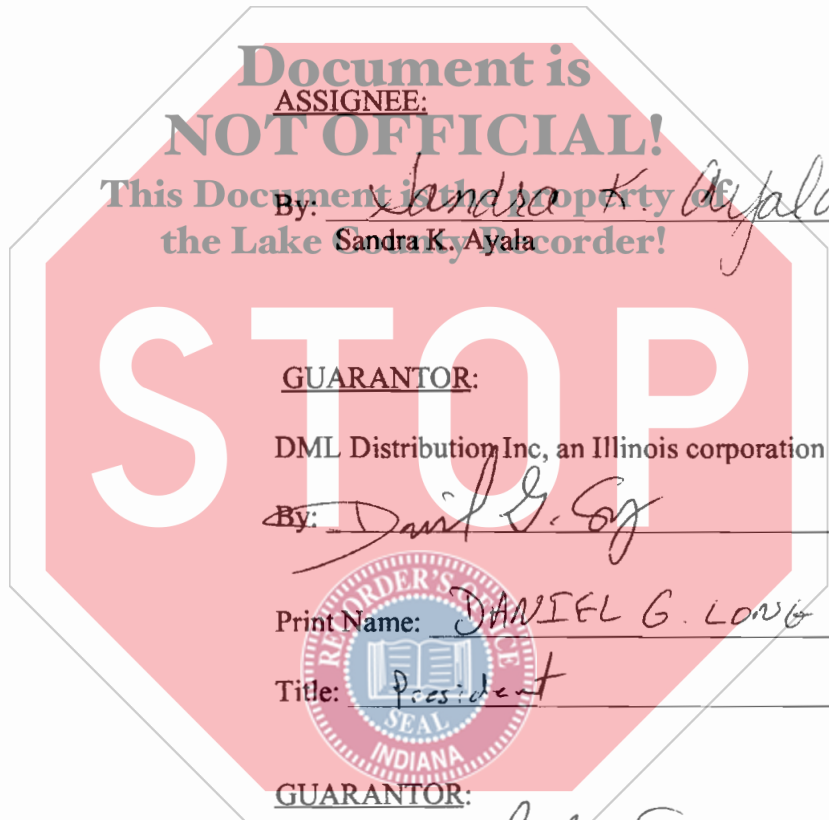 Document is
ASSIGNEE:
NOT OFFICIAL!
This Document is the property of
By: Sandra K. Ayala
the Lake County Recorder!
Sandra K. Ayala
STOP
GUARANTOR:
DML Distribution Inc, an Illinois corporation
By: Daniel G. Long
RECORDER'S OFFICE
Print Name: DANIEL G. LONG
Title: President
SEAL
INDIANA
GUARANTOR: